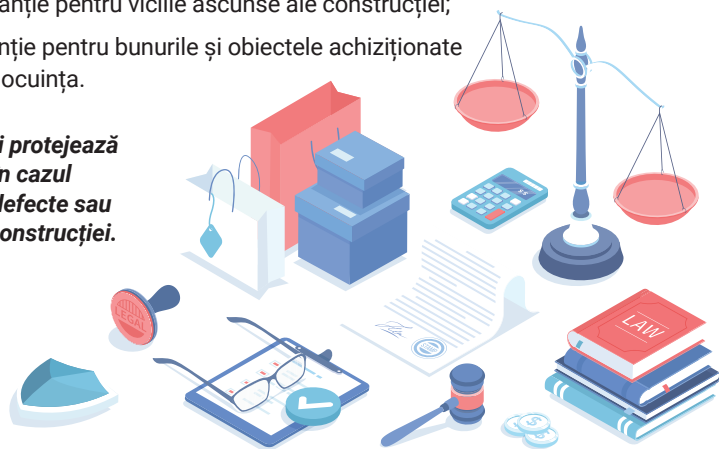 anție pentru viciile ascunse ale construcției;
nție pentru bunurile și obiectele achiziționate
ocuința.
i protejează
n cazul
defecte sau
onstrucției.
LEGAL
LAW